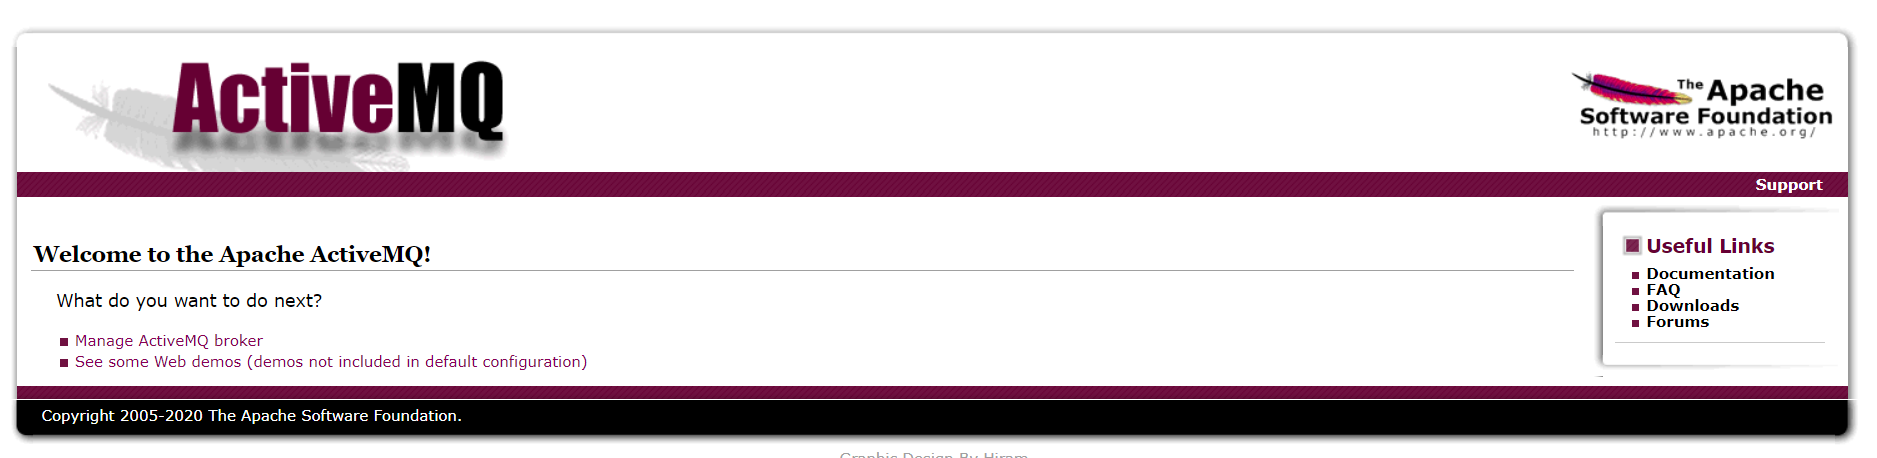 ActiveMQ
The Apache
Software Foundation
http://www.apache.org/
Support
Welcome to the Apache ActiveMQ!
What do you want to do next?
Manage ActiveMQ broker
See some Web demos (demos not included in default configuration)
Useful Links
Documentation
FAQ
Downloads
Forums
Copyright 2005-2020 The Apache Software Foundation.
Graphic Design By Hiram